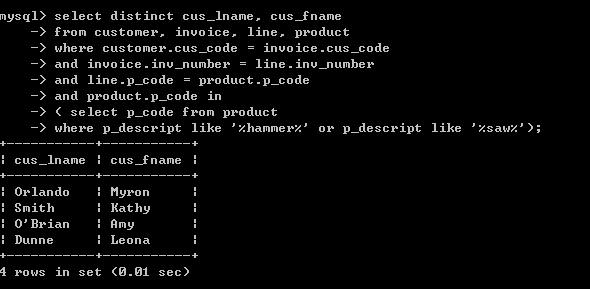 mysql> select distinct cus_lname, cus_fname
    -> from customer, invoice, line, product
    -> where customer.cus_code = invoice.cus_code
    -> and invoice.inv_number = line.inv_number
    -> and line.p_code = product.p_code
    -> and product.p_code in
    -> ( select p_code from product
    -> where p_descript like '%hammer%' or p_descript like '%saw%');
+-----------+-----------+
| cus_lname | cus_fname |
+-----------+-----------+
| Orlando   | Myron     |
| Smith     | Kathy     |
| O'Brian   | Amy       |
| Dunne     | Leona     |
+-----------+-----------+
4 rows in set (0.01 sec)